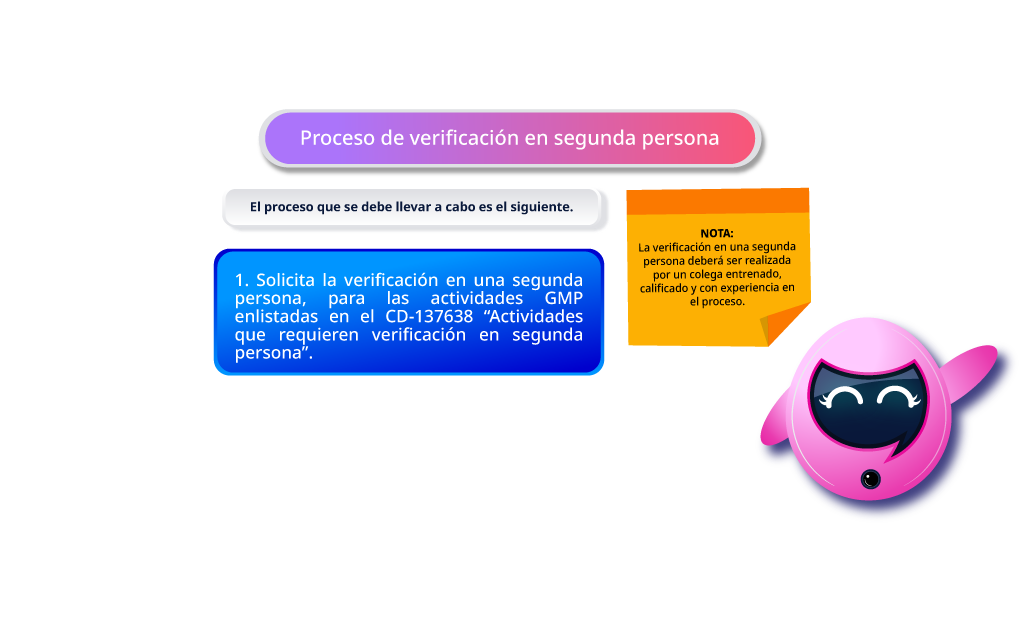 Proceso de verificación en segunda persona
El proceso que se debe llevar a cabo es el siguiente.
1. Solicita la verificación en una segunda
persona, para las actividades GMP
enlistadas en el CD-137638 “Actividades
que requieren verificación en segunda
persona”.
NOTA:
La verificación en una segunda
persona deberá ser realizada
por un colega entrenado,
calificado y con experiencia en
el proceso.